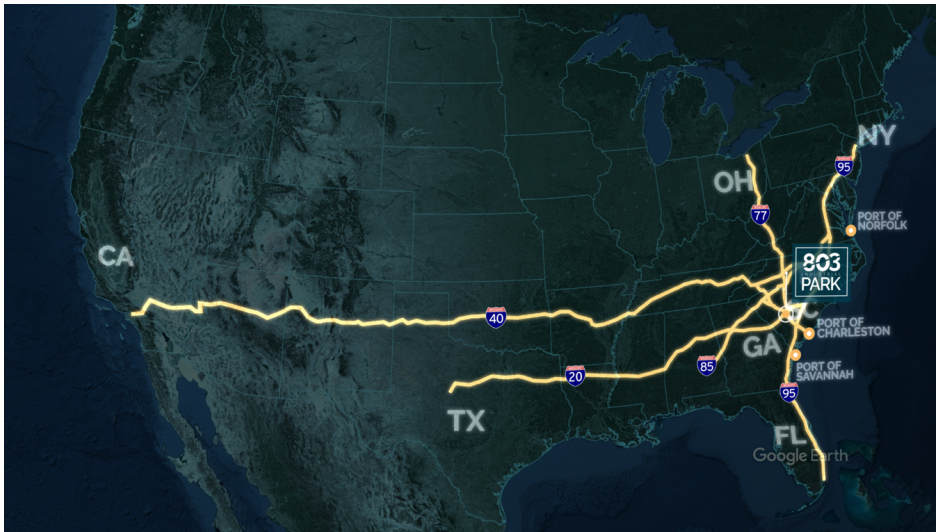 NY
95
OH
77
PORT OF
NORFOLK
803
INDUSTRIAL
PARK
CA
40
C
PORT OF
CHARLESTON
GA
PORT OF
SAVANNAH
85
20
95
TX
FL
Google Earth